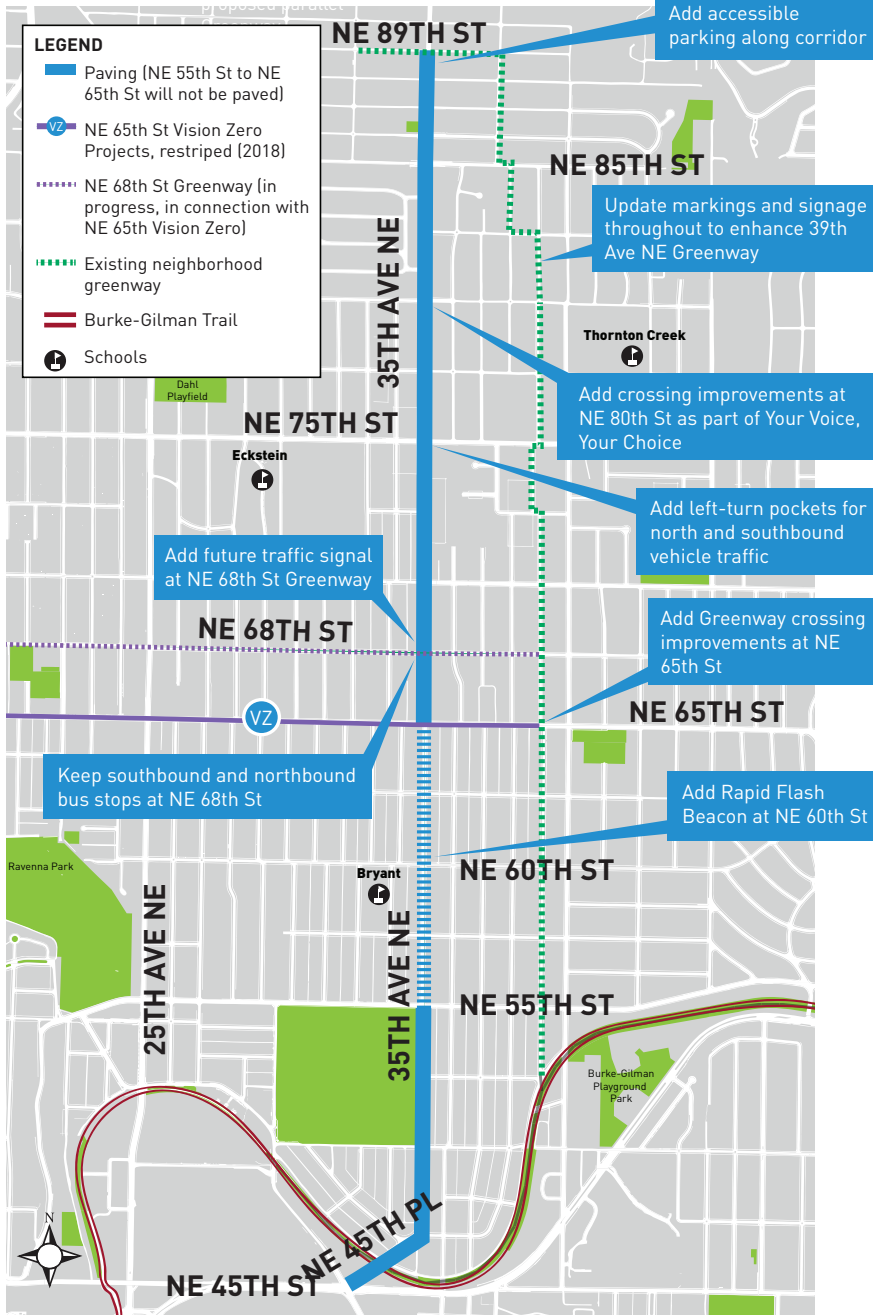 proposed parallel
LEGEND
Paving (NE 55th St to NE
65th St will not be paved)
VZ
NE 65th St Vision Zero
Projects, restriped (2018)
NE 68th St Greenway (in
progress, in connection with
NE 65th Vision Zero)
Existing neighborhood
greenway
Burke-Gilman Trail
Schools
NE 89TH ST
Add accessible
parking along corridor
NE 85TH ST
Update markings and signage
throughout to enhance 39th
Ave NE Greenway
35TH AVE NE
Thornton Creek
Dahl
Playfield
Add crossing improvements at
NE 80th St as part of Your Voice,
Your Choice
NE 75TH ST
Eckstein
Add left-turn pockets for
north and southbound
vehicle traffic
Add future traffic signal
at NE 68th St Greenway
NE 68TH ST
Add Greenway crossing
improvements at NE
65th St
VZ
NE 65TH ST
Keep southbound and northbound
bus stops at NE 68th St
Add Rapid Flash
Beacon at NE 60th St
Ravenna Park
Bryant
NE 60TH ST
25TH AVE NE
35TH AVE NE
NE 55TH ST
Burke-Gilman
Playground
Park
N
NE 45TH PL
NE 45TH ST